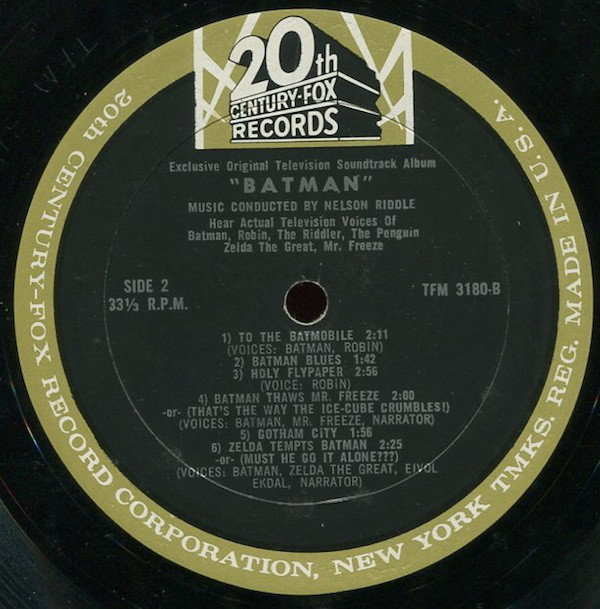 20th
CENTURY-FOX
RECORDS
Exclusive Original Television Soundtrack Album
"BATMAN"
MUSIC CONDUCTED BY NELSON RIDDLE
Hear Actual Television Voices Of
Batman, Robin, The Riddler, The Penguin
Zelda The Great, Mr. Freeze
SIDE 2
33⅓ R.P.M.
TFM 3180-B
1) TO THE BATMOBILE 2:11
(VOICES: BATMAN, ROBIN)
2) BATMAN BLUES 1:42
3) HOLY FLYPAPER 2:56
(VOICE: ROBIN)
4) BATMAN THAWS MR. FREEZE 2:00
-or- (THAT'S THE WAY THE ICE-CUBE CRUMBLES!)
(VOICES: BATMAN, MR. FREEZE, NARRATOR)
5) GOTHAM CITY 1:56
6) ZELDA TEMPTS BATMAN 2:25
-or- (MUST HE GO IT ALONE???)
(VOICES: BATMAN, ZELDA THE GREAT, EIVOL
EKDAL, NARRATOR)
20th CENTURY-FOX RECORD CORPORATION, NEW YORK TMKS. REG. MADE IN U.S.A.